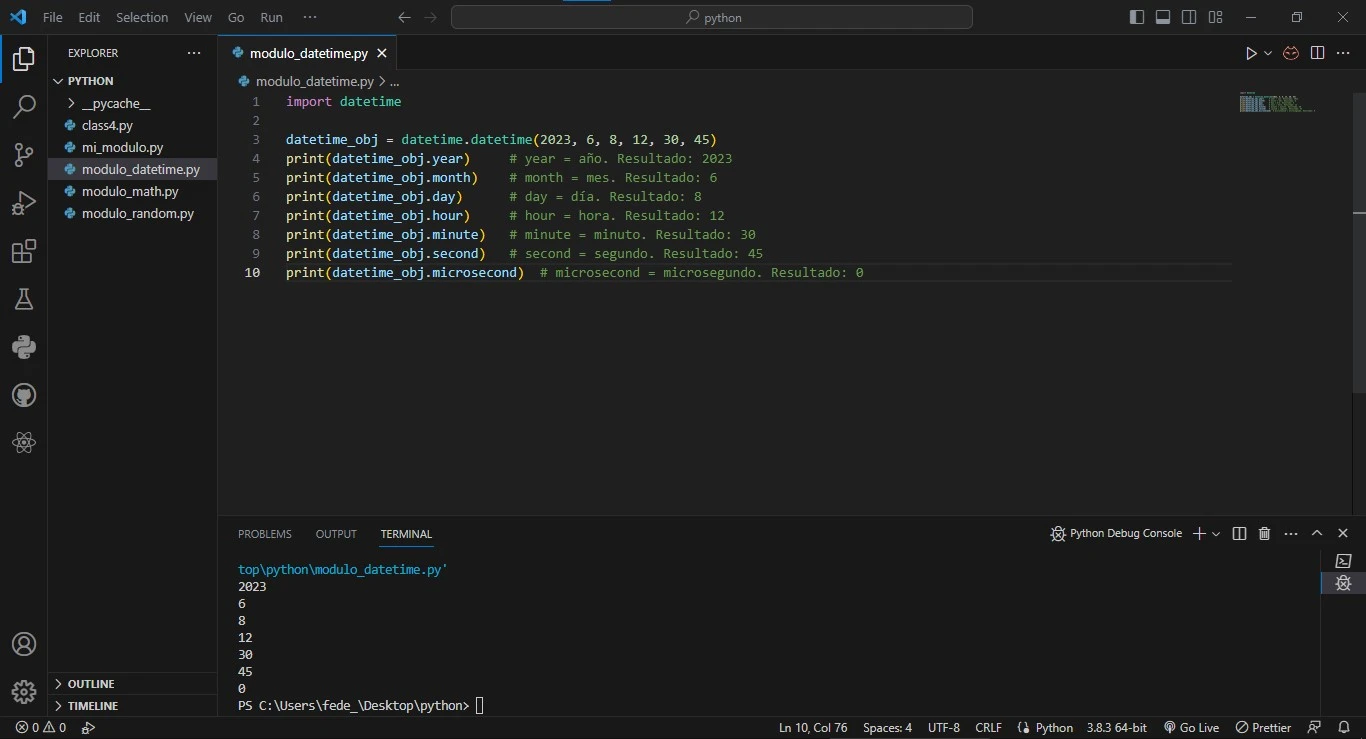 File Edit Selection View Go Run ···
python
EXPLORER ···
PYTHON
__pycache__
class4.py
mi_modulo.py
modulo_datetime.py
modulo_math.py
modulo_random.py
OUTLINE
TIMELINE
modulo_datetime.py
modulo_datetime.py > ...
1 import datetime
2
3 datetime_obj = datetime.datetime(2023, 6, 8, 12, 30, 45)
4 print(datetime_obj.year)     # year = año. Resultado: 2023
5 print(datetime_obj.month)    # month = mes. Resultado: 6
6 print(datetime_obj.day)      # day = día. Resultado: 8
7 print(datetime_obj.hour)     # hour = hora. Resultado: 12
8 print(datetime_obj.minute)   # minute = minuto. Resultado: 30
9 print(datetime_obj.second)   # second = segundo. Resultado: 45
10 print(datetime_obj.microsecond)  # microsecond = microsegundo. Resultado: 0
PROBLEMS OUTPUT TERMINAL
Python Debug Console
top\python\modulo_datetime.py'
2023
6
8
12
30
45
0
PS C:\Users\fede_\Desktop\python>
0 0
Ln 10, Col 76 Spaces: 4 UTF-8 CRLF Python 3.8.3 64-bit Go Live Prettier